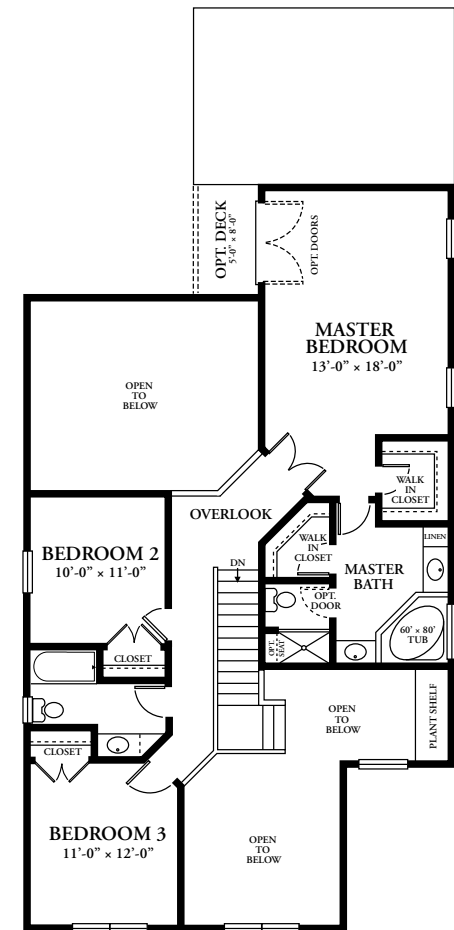 OPT. DECK
5'-0" × 8'-0"
OPT. DOORS
MASTER
BEDROOM
13'-0" × 18'-0"
OPEN
TO
BELOW
WALK
IN
CLOSET
OVERLOOK
WALK
IN
CLOSET
LINEN
BEDROOM 2
10'-0" × 11'-0"
DN
MASTER
BATH
OPT.
DOOR
60' × 80'
TUB
OPT.
SEAT
CLOSET
OPEN
TO
BELOW
PLANT SHELF
CLOSET
BEDROOM 3
11'-0" × 12'-0"
OPEN
TO
BELOW